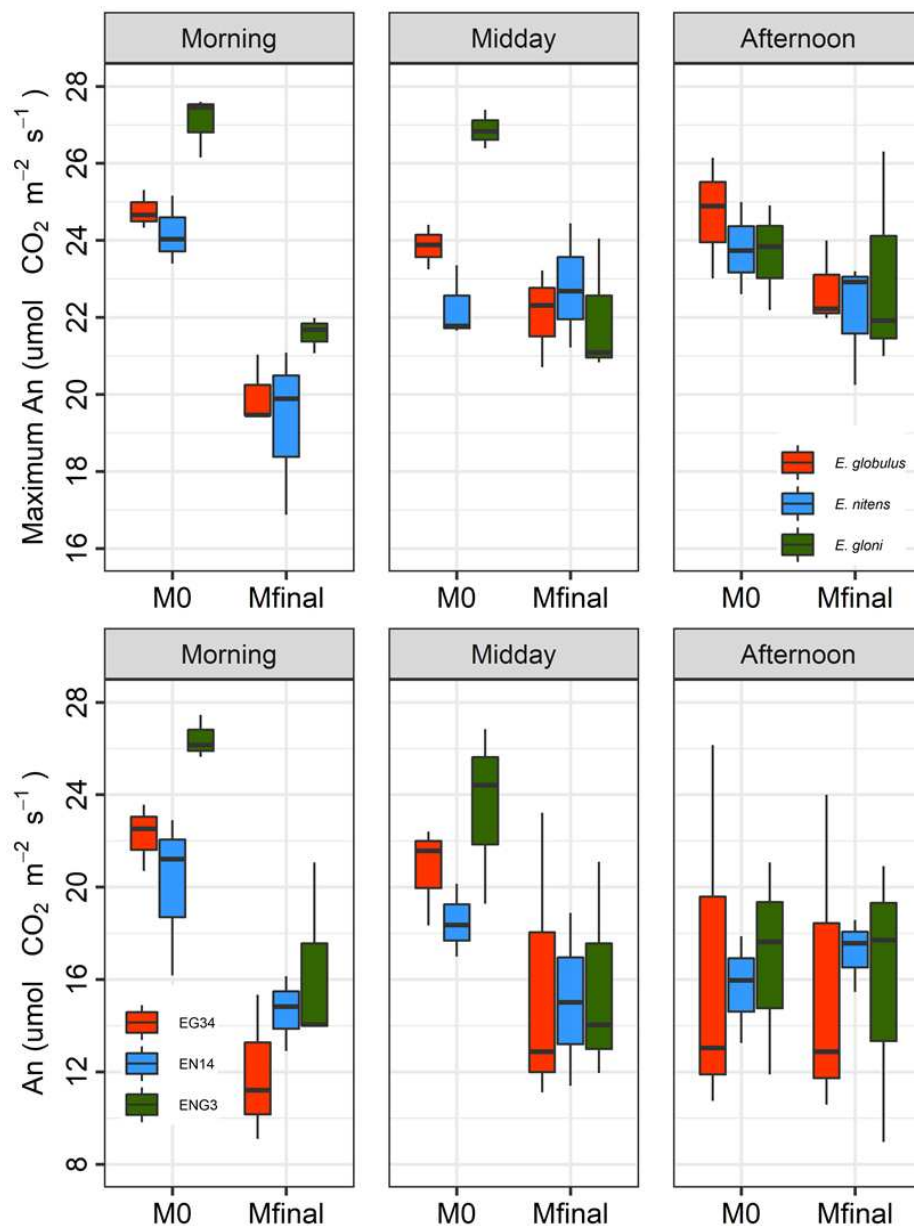 Morning Midday Afternoon
Maximum An (umol CO₂ m⁻² s⁻¹ )
28
26
24
22
20
18
16
E. globulus
E. nitens
E. gloni
M0 Mfinal M0 Mfinal M0 Mfinal
Morning Midday Afternoon
An (umol CO₂ m⁻² s⁻¹ )
28
24
20
16
12
8
EG34
EN14
ENG3
M0 Mfinal M0 Mfinal M0 Mfinal